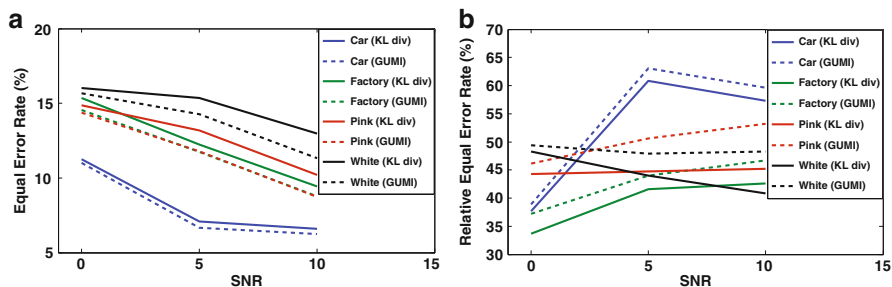 a
Equal Error Rate (%)
20
15
10
5
0
5
10
15
SNR
Car (KL div)
Car (GUMI)
Factory (KL div)
Factory (GUMI)
Pink (KL div)
Pink (GUMI)
White (KL div)
White (GUMI)
b
Relative Equal Error Rate (%)
70
65
60
55
50
45
40
35
30
0
5
10
15
SNR
Car (KL div)
Car (GUMI)
Factory (KL div)
Factory (GUMI)
Pink (KL div)
Pink (GUMI)
White (KL div)
White (GUMI)